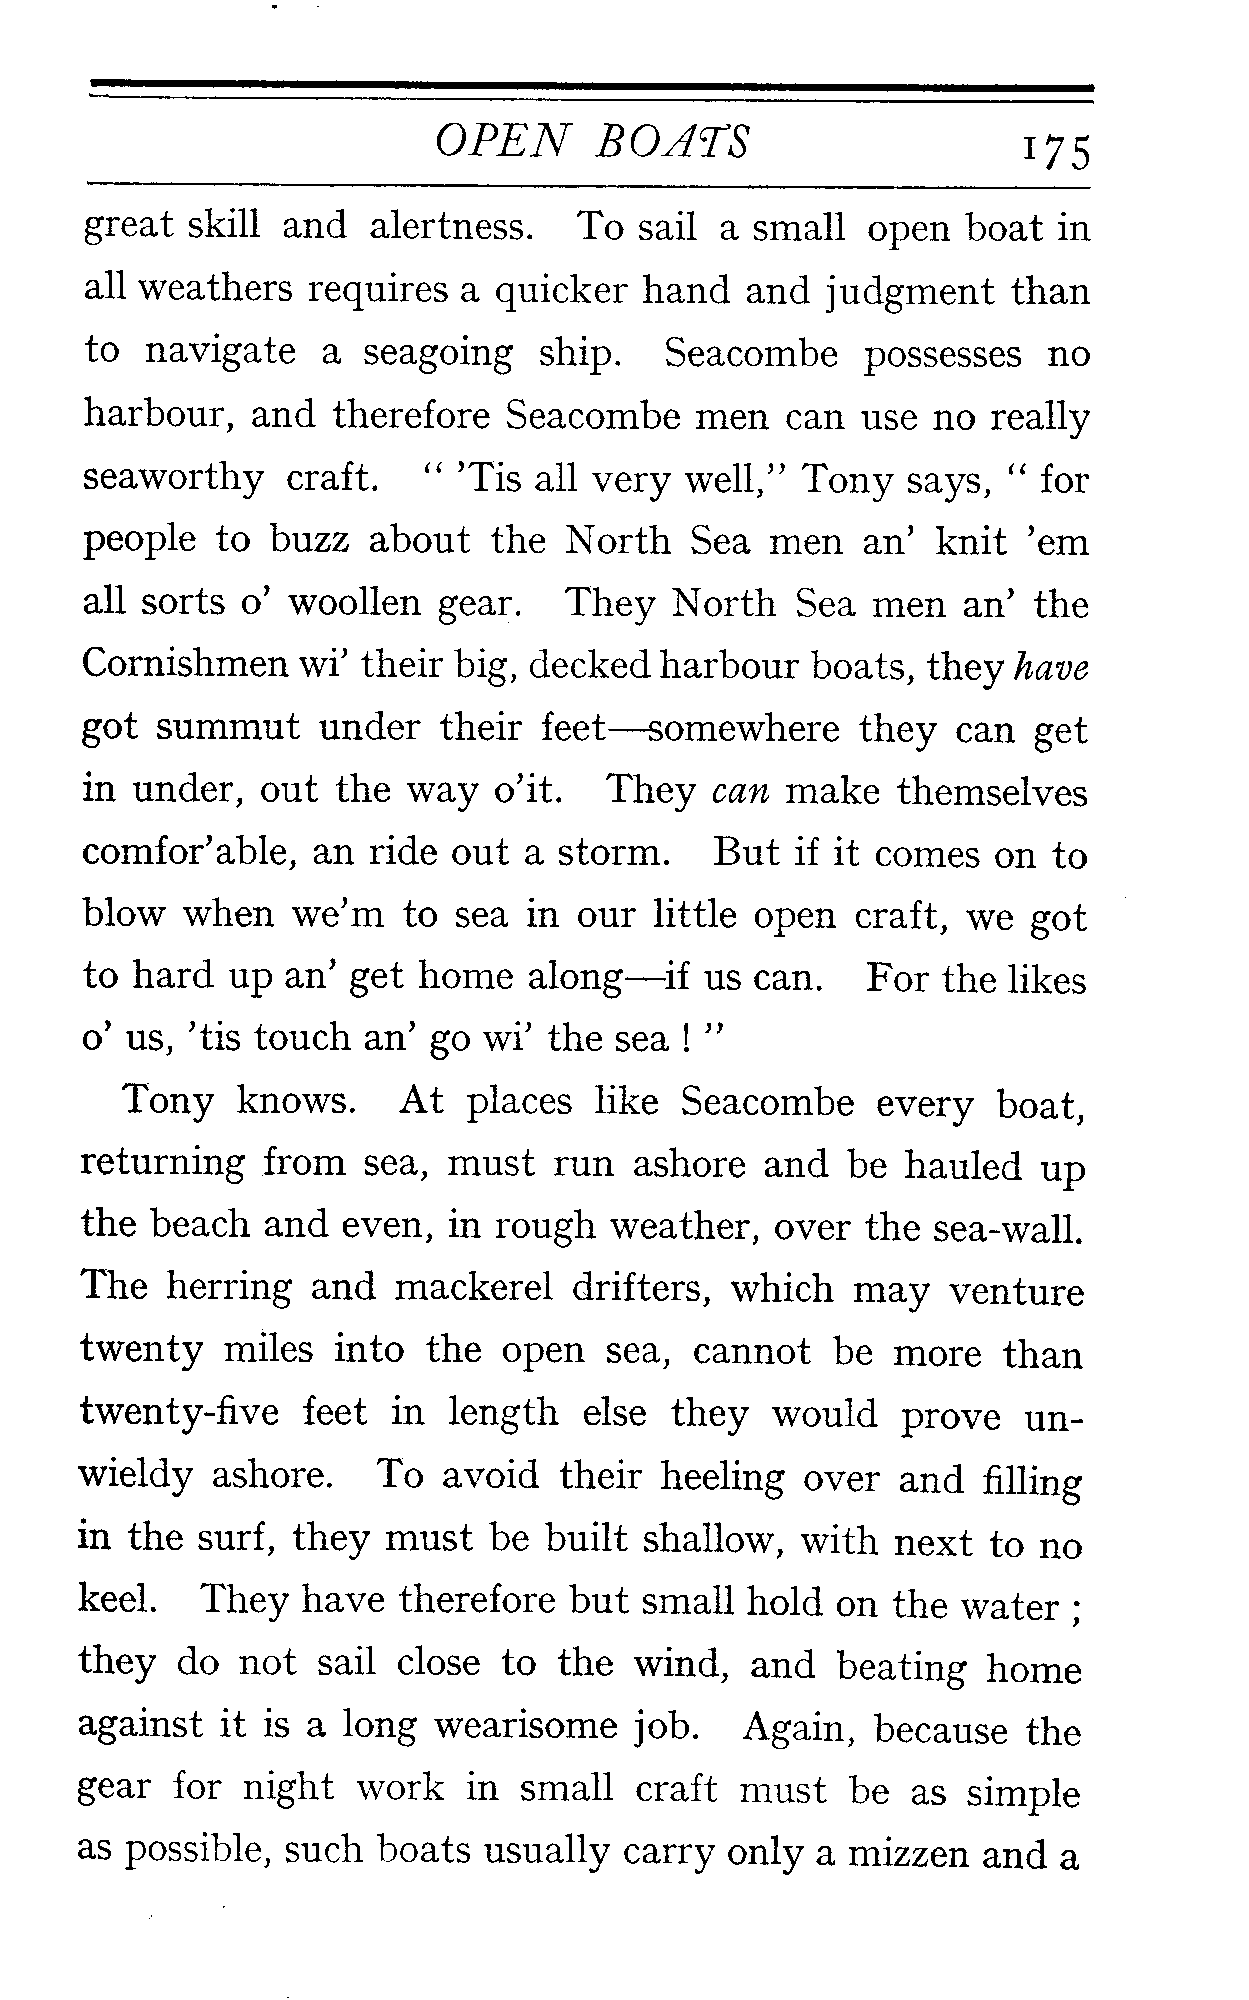 OPEN BOATS 175
great skill and alertness. To sail a small open boat in
all weathers requires a quicker hand and judgment than
to navigate a seagoing ship. Seacombe possesses no
harbour, and therefore Seacombe men can use no really
seaworthy craft. “ 'Tis all very well,” Tony says, “ for
people to buzz about the North Sea men an' knit 'em
all sorts o' woollen gear. They North Sea men an' the
Cornishmen wi' their big, decked harbour boats, they have
got summut under their feet—somewhere they can get
in under, out the way o'it. They can make themselves
comfor'able, an ride out a storm. But if it comes on to
blow when we'm to sea in our little open craft, we got
to hard up an' get home along—if us can. For the likes
o' us, 'tis touch an' go wi' the sea ! ”
Tony knows. At places like Seacombe every boat,
returning from sea, must run ashore and be hauled up
the beach and even, in rough weather, over the sea-wall.
The herring and mackerel drifters, which may venture
twenty miles into the open sea, cannot be more than
twenty-five feet in length else they would prove un-
wieldy ashore. To avoid their heeling over and filling
in the surf, they must be built shallow, with next to no
keel. They have therefore but small hold on the water ;
they do not sail close to the wind, and beating home
against it is a long wearisome job. Again, because the
gear for night work in small craft must be as simple
as possible, such boats usually carry only a mizzen and a